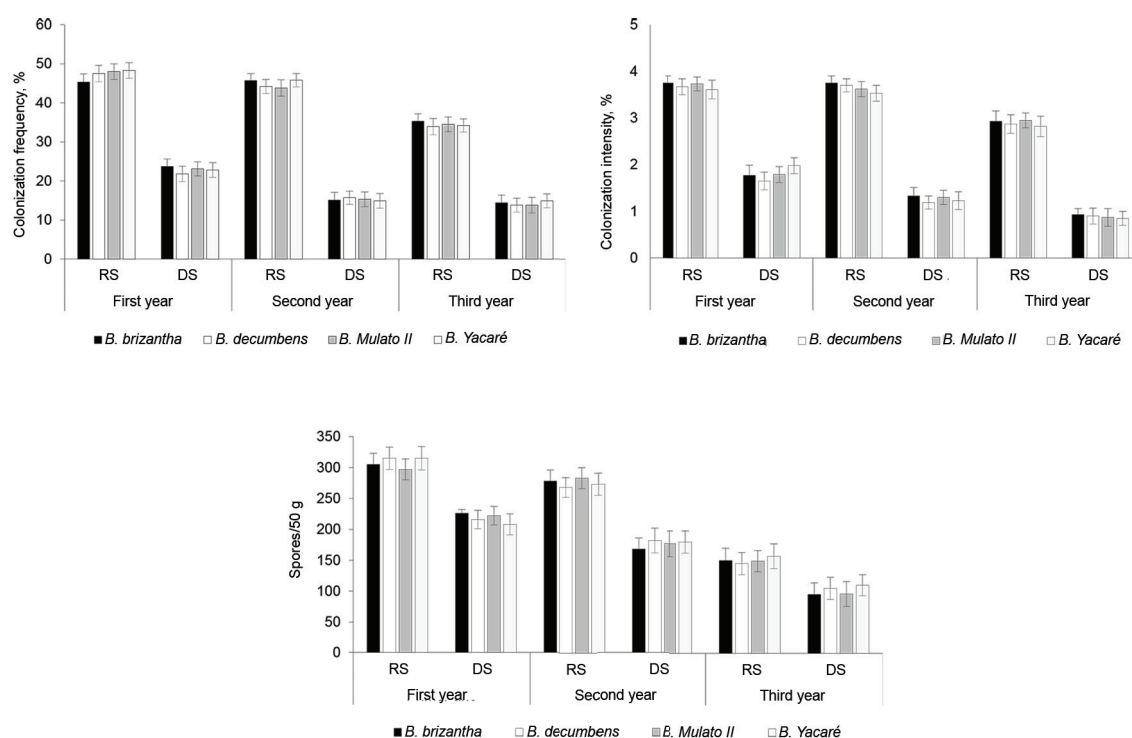 Colonization frequency, %
60
50
40
30
20
10
0
RS DS RS DS RS DS
First year Second year Third year
B. brizantha B. decumbens B. Mulato II B. Yacaré
Colonization intensity, %
5
4
3
2
1
0
RS DS RS DS . RS DS
First year Second year Third year
B. brizantha B. decumbens B. Mulato II B. Yacaré
Spores/50 g
350
300
250
200
150
100
50
0
RS DS RS DS RS DS
First year Second year Third year
B. brizantha B. decumbens B. Mulato II B. Yacaré